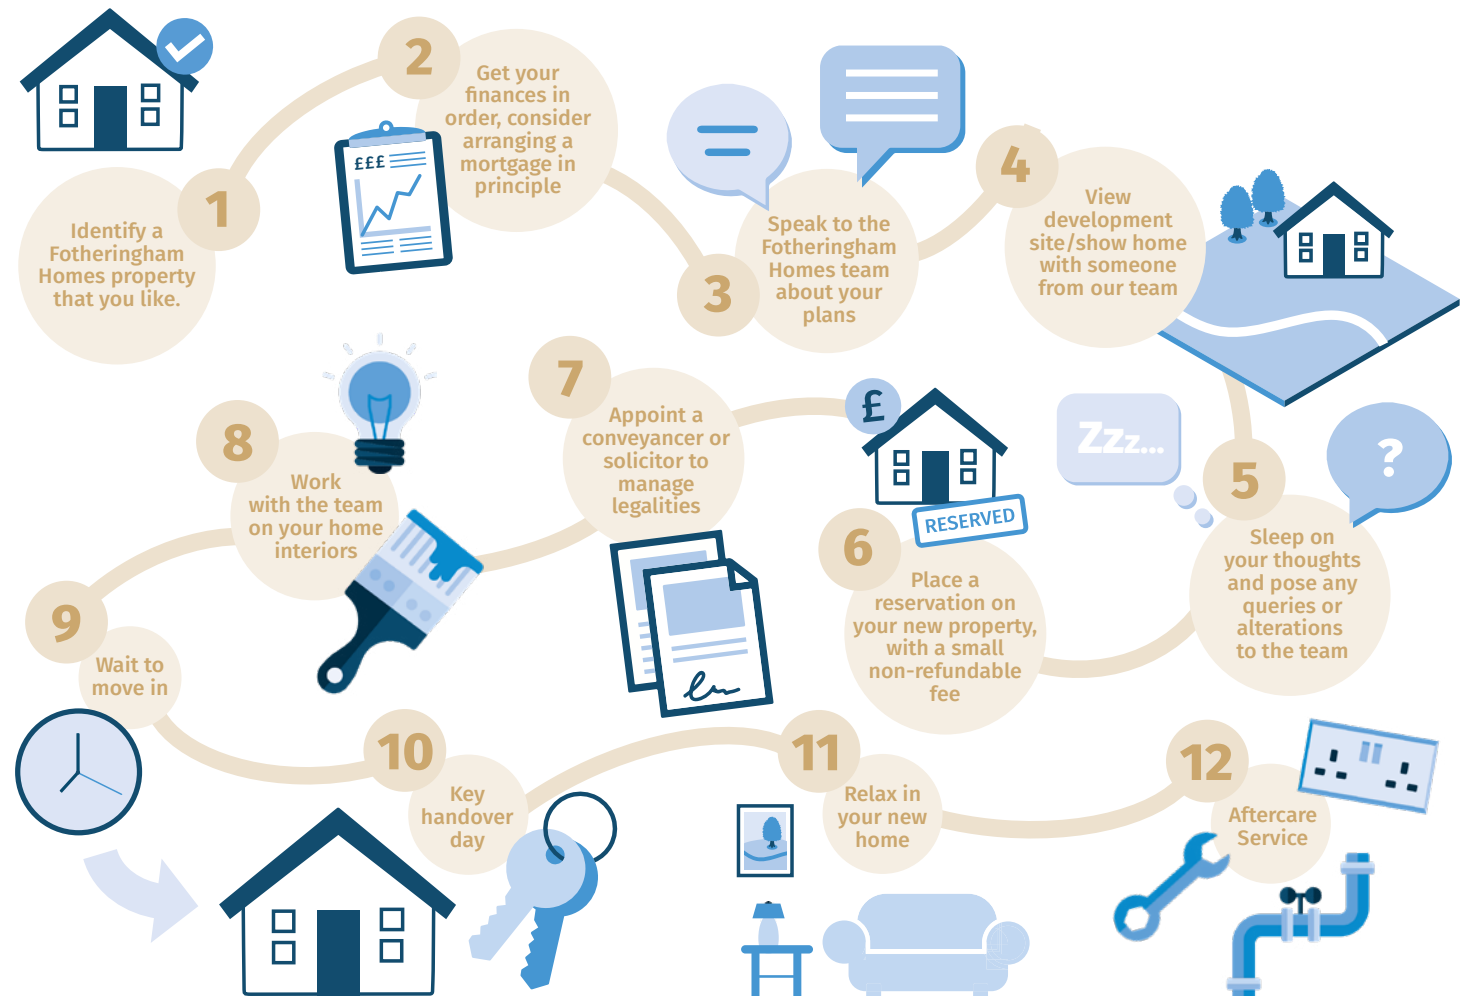 1
Identify a
Fotheringham
Homes property
that you like.
2
Get your
finances in
order, consider
arranging a
mortgage in
principle
£££
3
Speak to the
Fotheringham
Homes team
about your
plans
4
View
development
site/show home
with someone
from our team
5
Sleep on
your thoughts
and pose any
queries or
alterations
to the team
Zzz...
?
6
Place a
reservation on
your new property,
with a small
non-refundable
fee
£
RESERVED
7
Appoint a
conveyancer or
solicitor to
manage
legalities
8
Work
with the team
on your home
interiors
9
Wait to
move in
10
Key
handover
day
11
Relax in
your new
home
12
Aftercare
Service